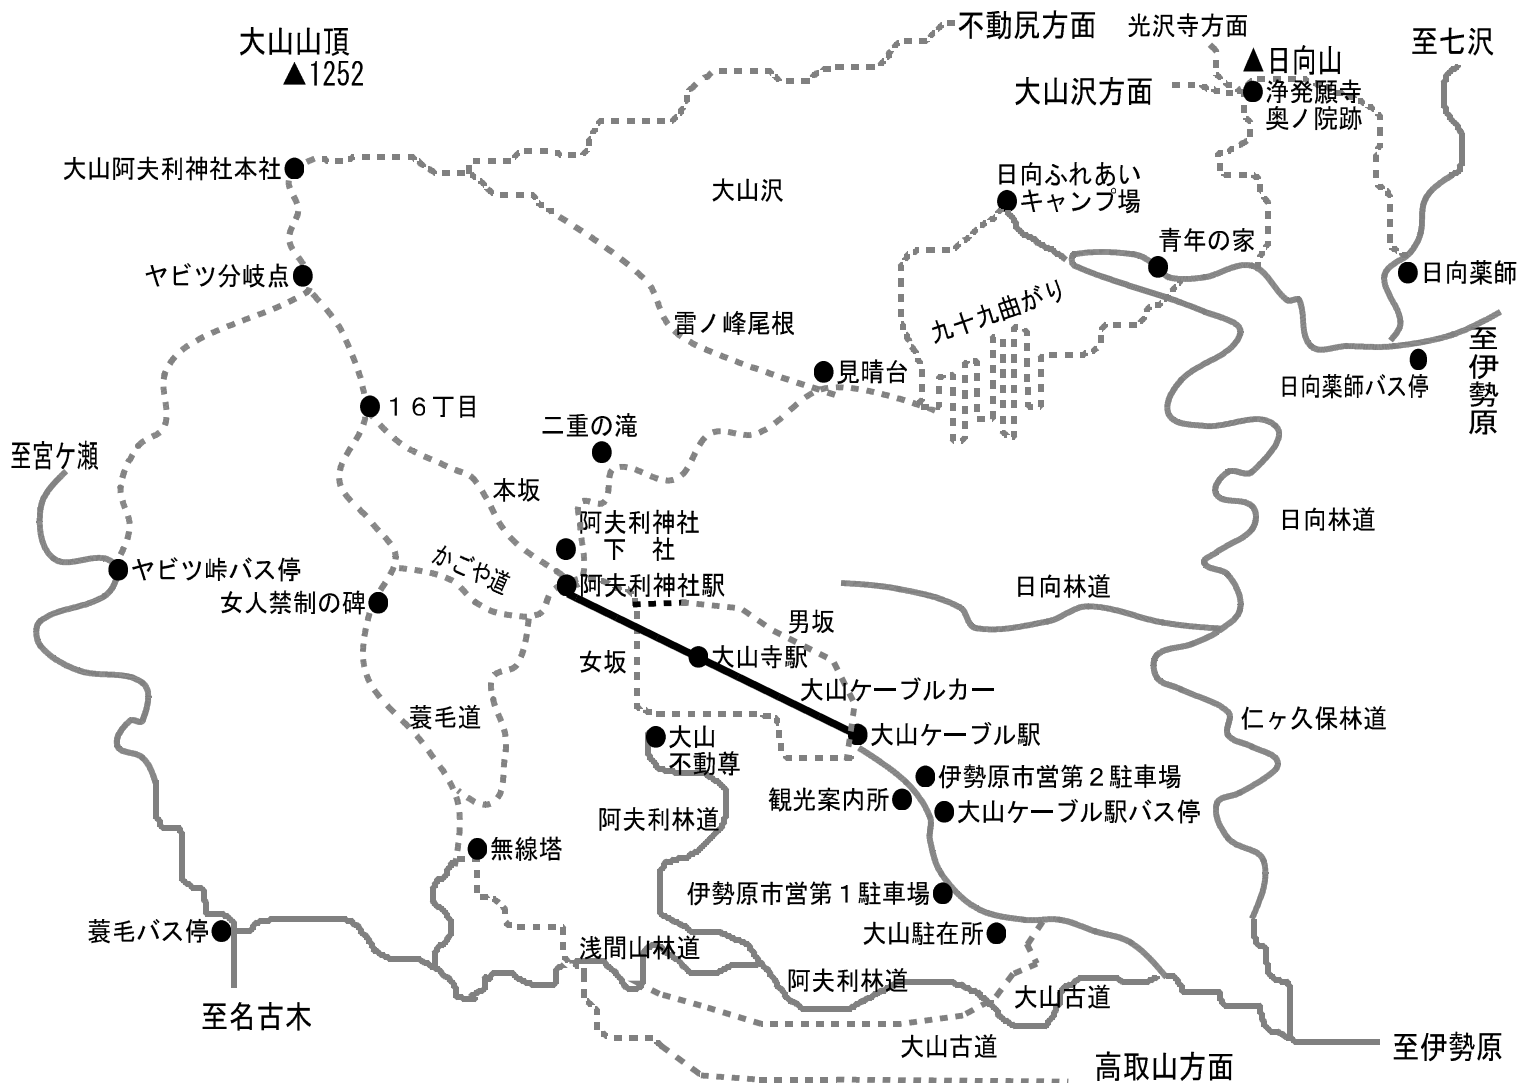 不動尻方面
光沢寺方面
至七沢
大山山頂
▲1252
▲日向山
大山沢方面
浄発願寺
奥ノ院跡
大山阿夫利神社本社
大山沢
日向ふれあい
キャンプ場
青年の家
ヤビツ分岐点
日向薬師
九十九曲がり
雷ノ峰尾根
至伊勢原
見晴台
日向薬師バス停
１６丁目
二重の滝
至宮ケ瀬
本坂
阿夫利神社
下　社
日向林道
かごや道
ヤビツ峠バス停
阿夫利神社駅
日向林道
女人禁制の碑
男坂
女坂
大山寺駅
大山ケーブルカー
蓑毛道
仁ヶ久保林道
大山
不動尊
大山ケーブル駅
伊勢原市営第２駐車場
観光案内所
大山ケーブル駅バス停
阿夫利林道
無線塔
伊勢原市営第１駐車場
蓑毛バス停
大山駐在所
浅間山林道
阿夫利林道
大山古道
至名古木
大山古道
至伊勢原
高取山方面